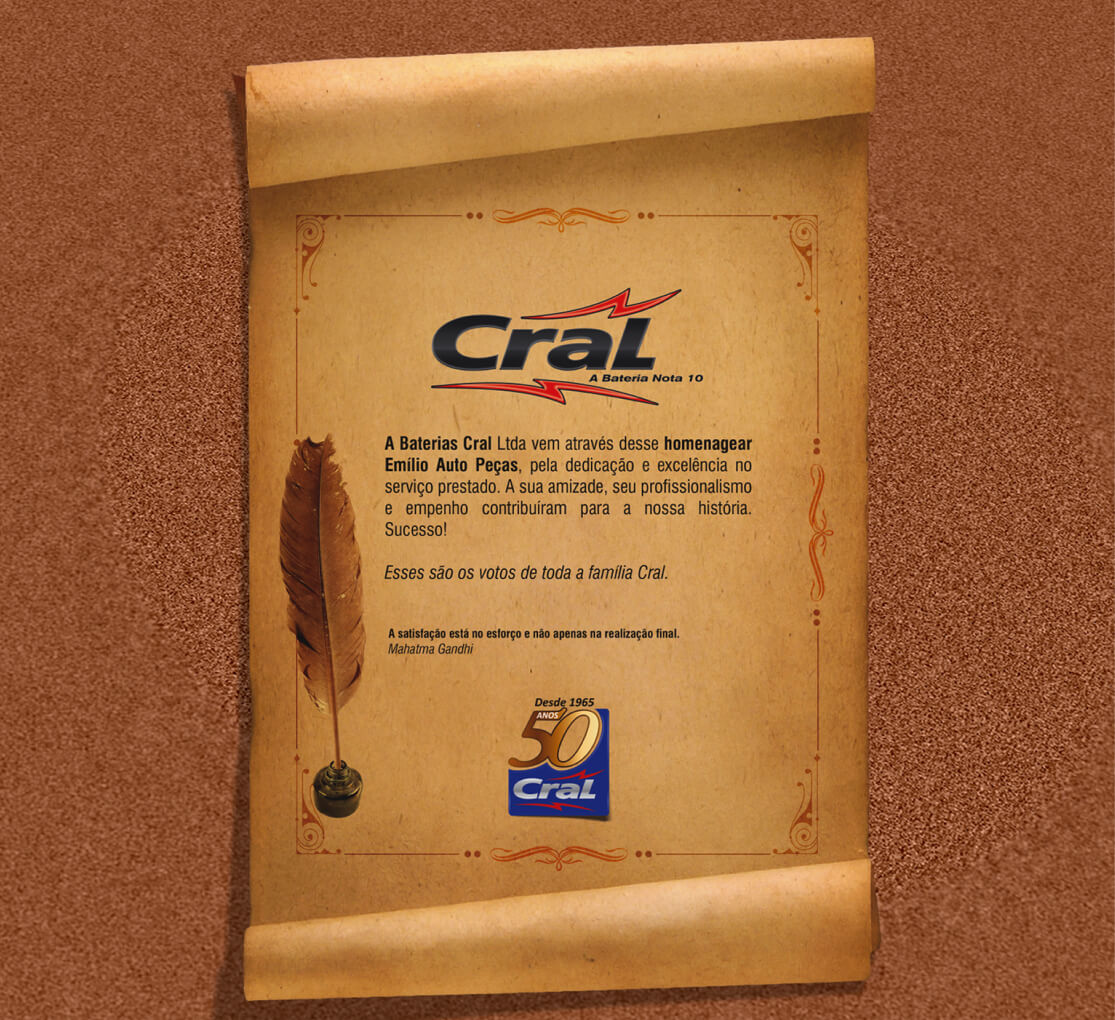 Cral
A Bateria Nota 10
A Baterias Cral Ltda vem através desse homenagear
Emílio Auto Peças, pela dedicação e excelência no
serviço prestado. A sua amizade, seu profissionalismo
e empenho contribuíram para a nossa história.
Sucesso!
Esses são os votos de toda a família Cral.
A satisfação está no esforço e não apenas na realização final.
Mahatma Gandhi
Desde 1965
ANOS
50
Cral